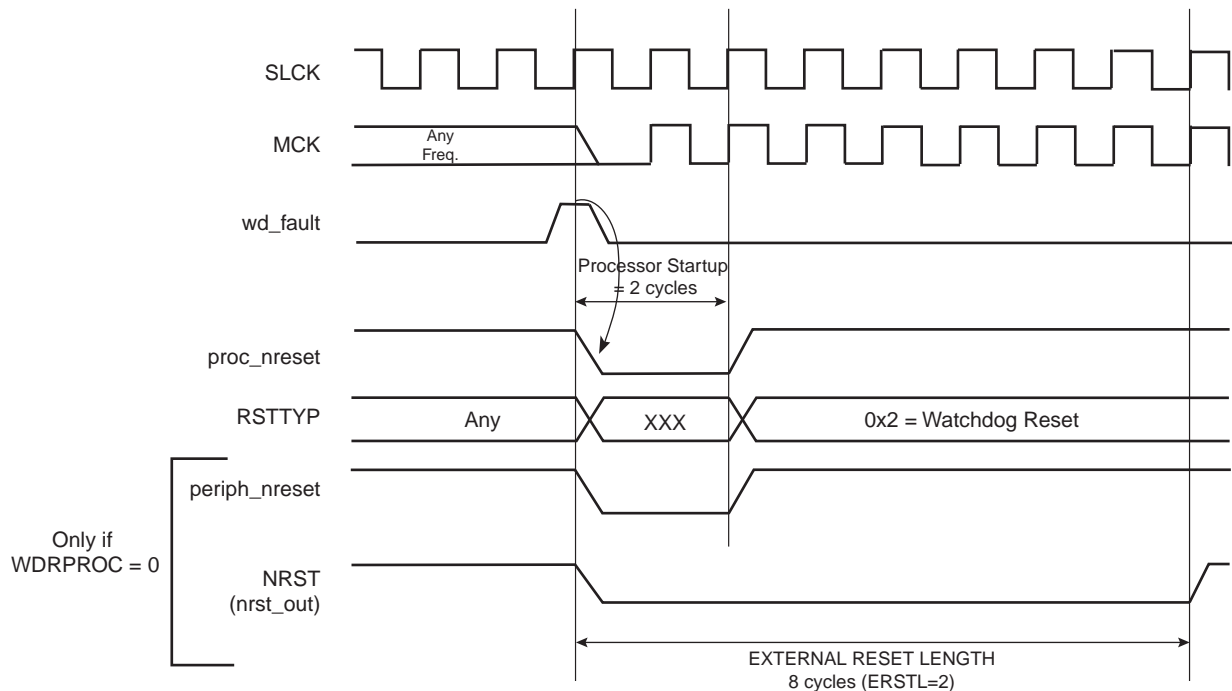 SLCK
MCK
Any
Freq.
wd_fault
Processor Startup
= 2 cycles
proc_nreset
RSTTYP
Any
XXX
0x2 = Watchdog Reset
periph_nreset
Only if
WDRPROC = 0
NRST
(nrst_out)
EXTERNAL RESET LENGTH
8 cycles (ERSTL=2)